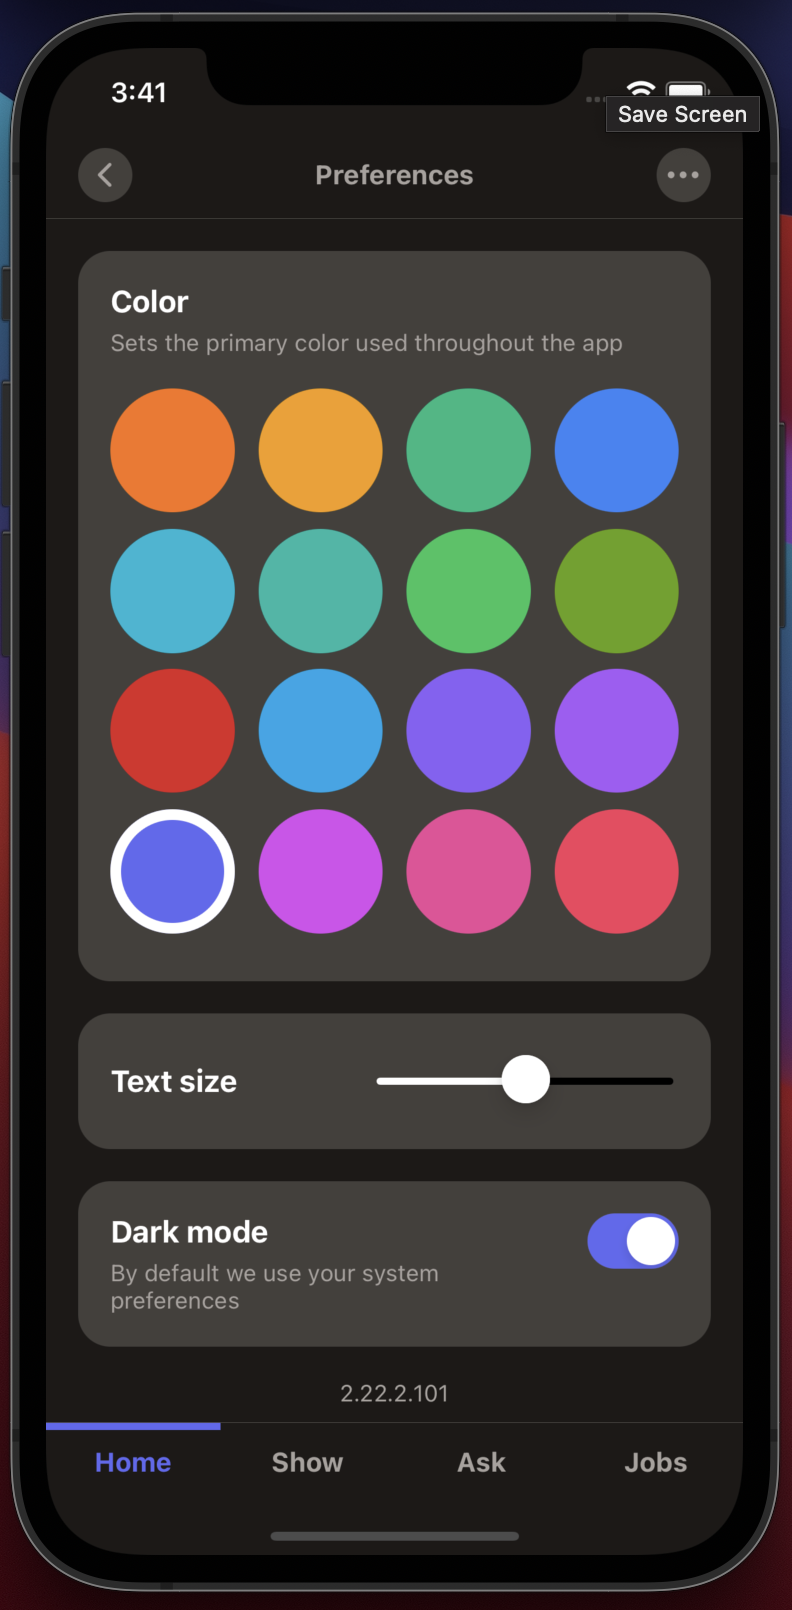 3:41
Save Screen
Preferences
Color
Sets the primary color used throughout the app
Text size
Dark mode
By default we use your system
preferences
2.22.2.101
Home
Show
Ask
Jobs